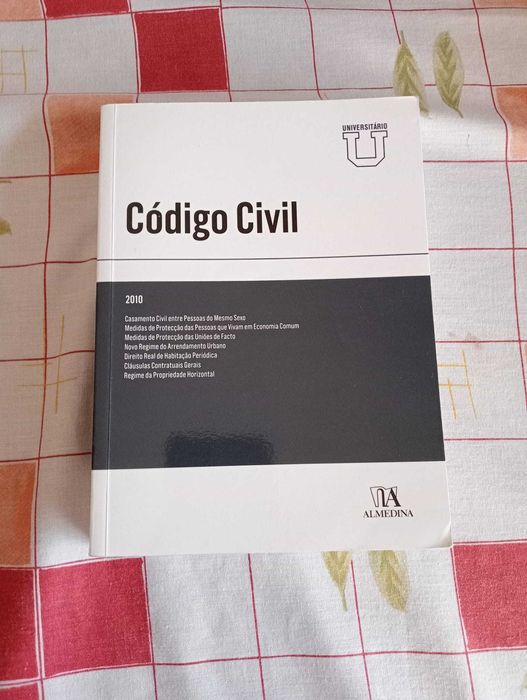 UNIVERSITÁRIO
U
Código Civil
2010
Casamento Civil entre Pessoas do Mesmo Sexo
Medidas de Protecção das Pessoas que Vivam em Economia Comum
Medidas de Protecção das Uniões de Facto
Novo Regime do Arrendamento Urbano
Direito Real de Habitação Periódica
Cláusulas Contratuais Gerais
Regime da Propriedade Horizontal
ALMEDINA